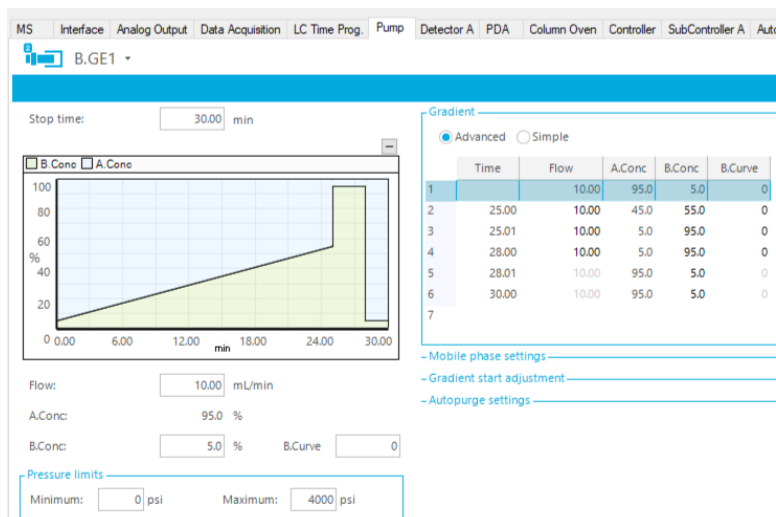 MS Interface Analog Output Data Acquisition LC Time Prog. Pump Detector A PDA Column Oven Controller SubController A Auto
2 B.GE1
Stop time: 30.00 min
B.Conc A.Conc
100
80
60
%
40
20
0 0.00 6.00 12.00 18.00 24.00 30.00
min
Flow: 10.00 mL/min
A.Conc: 95.0 %
B.Conc: 5.0 % B.Curve 0
Pressure limits
Minimum: 0 psi Maximum: 4000 psi
Gradient
Advanced Simple
Time Flow A.Conc B.Conc B.Curve
1 10.00 95.0 5.0 0
2 25.00 10.00 45.0 55.0 0
3 25.01 10.00 5.0 95.0 0
4 28.00 10.00 5.0 95.0 0
5 28.01 10.00 95.0 5.0 0
6 30.00 10.00 95.0 5.0 0
7
Mobile phase settings
Gradient start adjustment
Autopurge settings